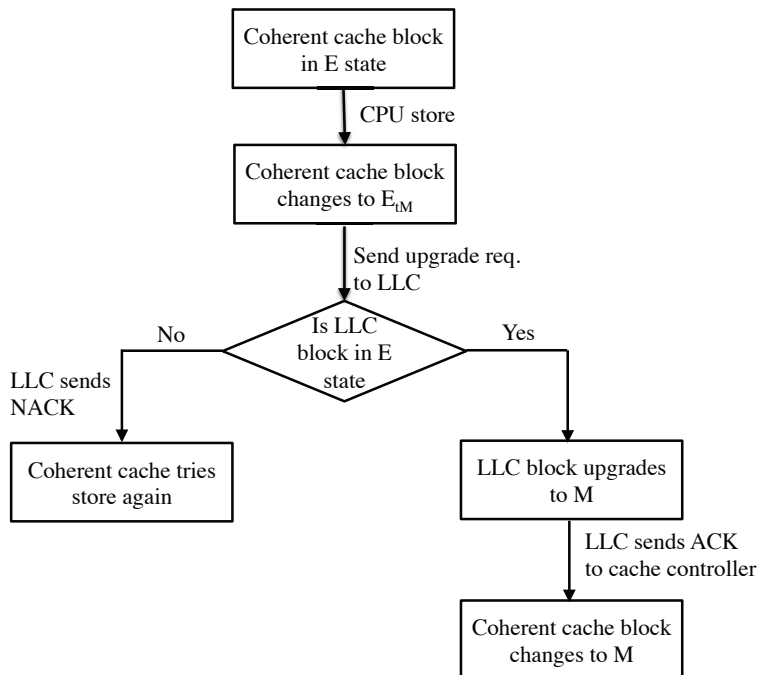 Coherent cache block
in E state
CPU store
Coherent cache block
changes to EtM
Send upgrade req.
to LLC
Is LLC
block in E
state
No
Yes
LLC sends
NACK
Coherent cache tries
store again
LLC block upgrades
to M
LLC sends ACK
to cache controller
Coherent cache block
changes to M